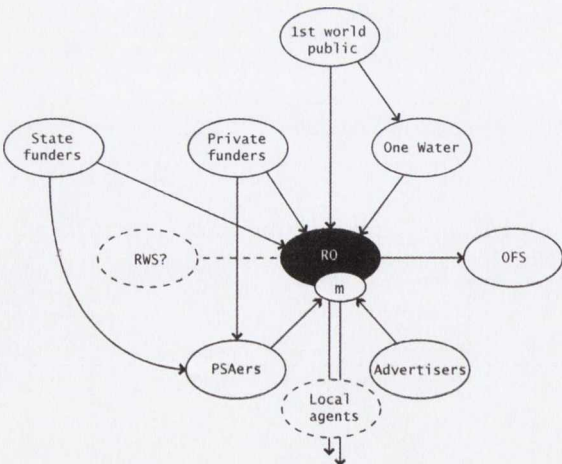 1st world
public
State
funders
Private
funders
One Water
RWS?
RO
OFS
m
PSAers
Advertisers
Local
agents